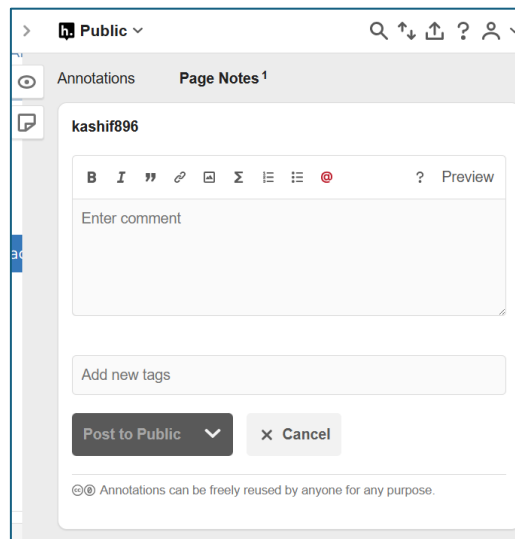 h. Public
Annotations Page Notes 1
kashif896
B I " Σ @ ? Preview
Enter comment
Add new tags
Post to Public × Cancel
Annotations can be freely reused by anyone for any purpose.